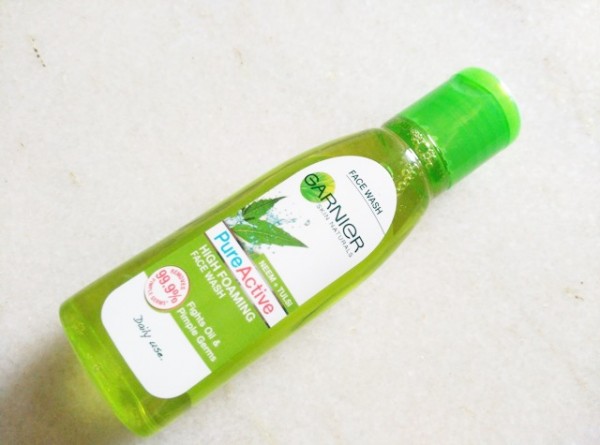 FACE WASH
GARNIER
SKIN NATURALS
NEEM + TULSI
PureActive
HIGH FOAMING
FACE WASH
99.9%
Fights Oil &
Pimple Germs
Daily use.